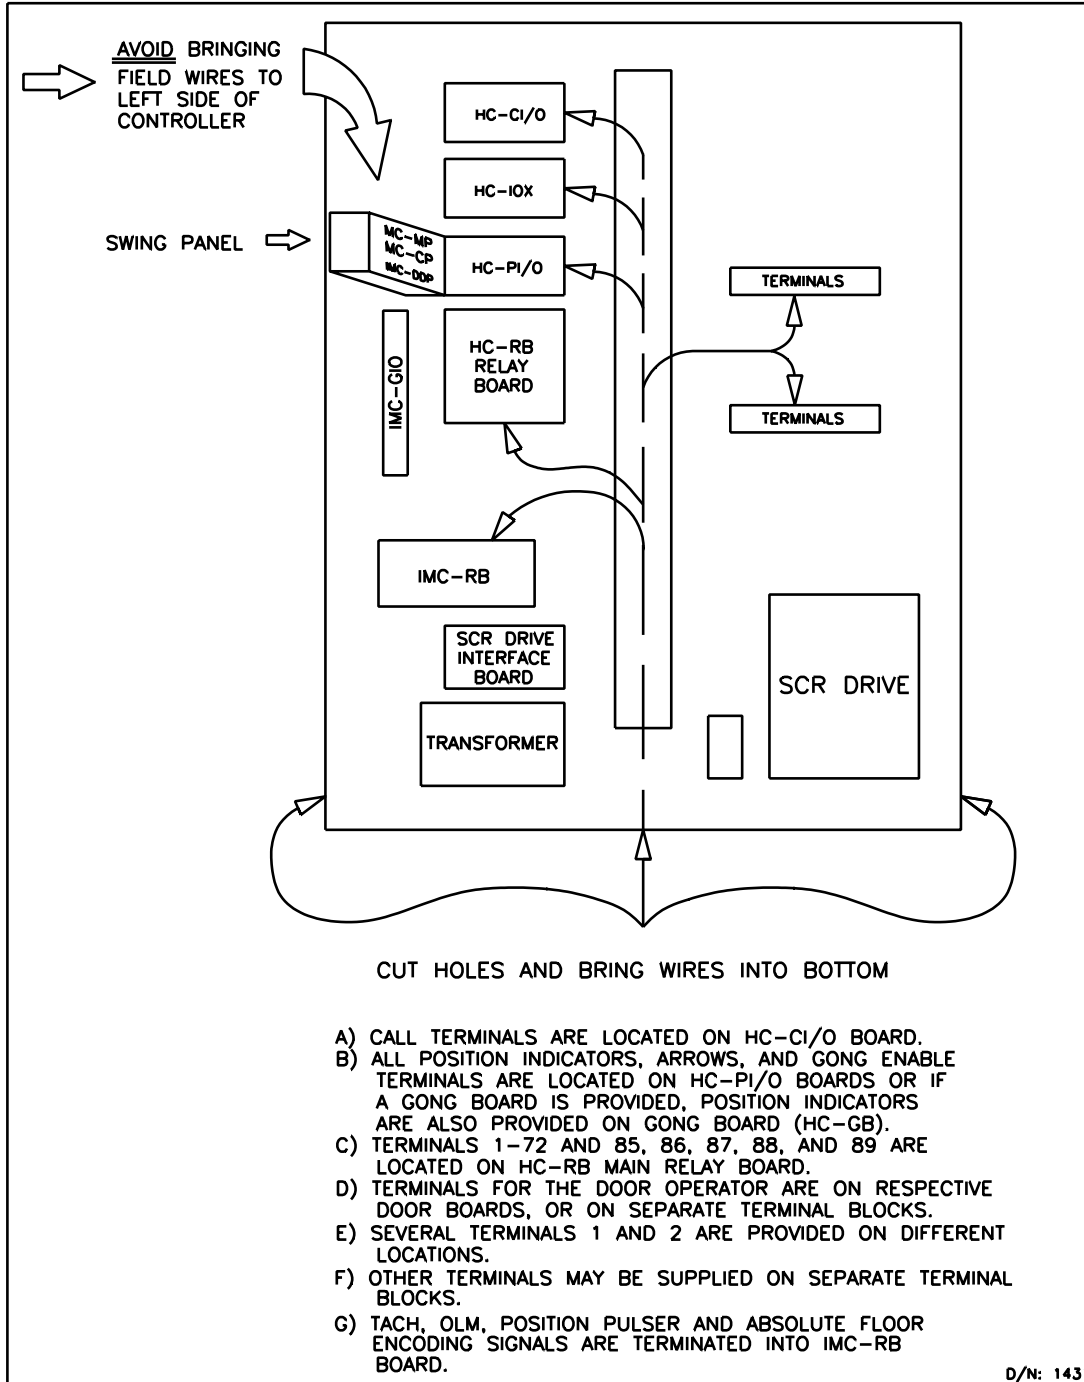 AVOID BRINGING
FIELD WIRES TO
LEFT SIDE OF
CONTROLLER
HC-CI/O
HC-IOX
SWING PANEL
MC-MP
MC-CP
IMC-DDP
HC-PI/O
TERMINALS
IMC-GIO
HC-RB
RELAY
BOARD
TERMINALS
IMC-RB
SCR DRIVE
INTERFACE
BOARD
SCR DRIVE
TRANSFORMER
CUT HOLES AND BRING WIRES INTO BOTTOM
A) CALL TERMINALS ARE LOCATED ON HC-CI/O BOARD.
B) ALL POSITION INDICATORS, ARROWS, AND GONG ENABLE
TERMINALS ARE LOCATED ON HC-PI/O BOARDS OR IF
A GONG BOARD IS PROVIDED, POSITION INDICATORS
ARE ALSO PROVIDED ON GONG BOARD (HC-GB).
C) TERMINALS 1-72 AND 85, 86, 87, 88, AND 89 ARE
LOCATED ON HC-RB MAIN RELAY BOARD.
D) TERMINALS FOR THE DOOR OPERATOR ARE ON RESPECTIVE
DOOR BOARDS, OR ON SEPARATE TERMINAL BLOCKS.
E) SEVERAL TERMINALS 1 AND 2 ARE PROVIDED ON DIFFERENT
LOCATIONS.
F) OTHER TERMINALS MAY BE SUPPLIED ON SEPARATE TERMINAL
BLOCKS.
G) TACH, OLM, POSITION PULSER AND ABSOLUTE FLOOR
ENCODING SIGNALS ARE TERMINATED INTO IMC-RB
BOARD.
D/N: 143